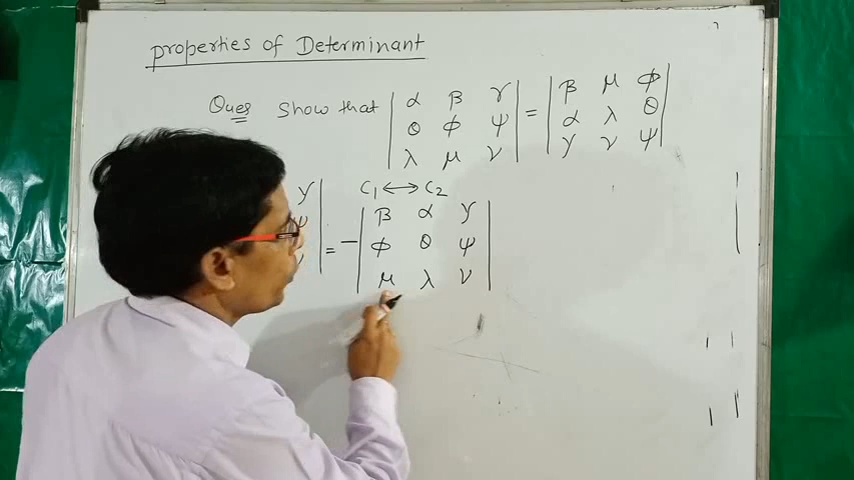 properties of Determinant
Ques Show that | α β γ | = | β μ ϕ |
| θ ϕ ψ | | α λ θ |
| λ μ ν | | γ ν ψ |
C₁ ↔ C₂
γ | = - | β α γ |
ψ | | ϕ θ ψ |
ν | | μ λ ν |